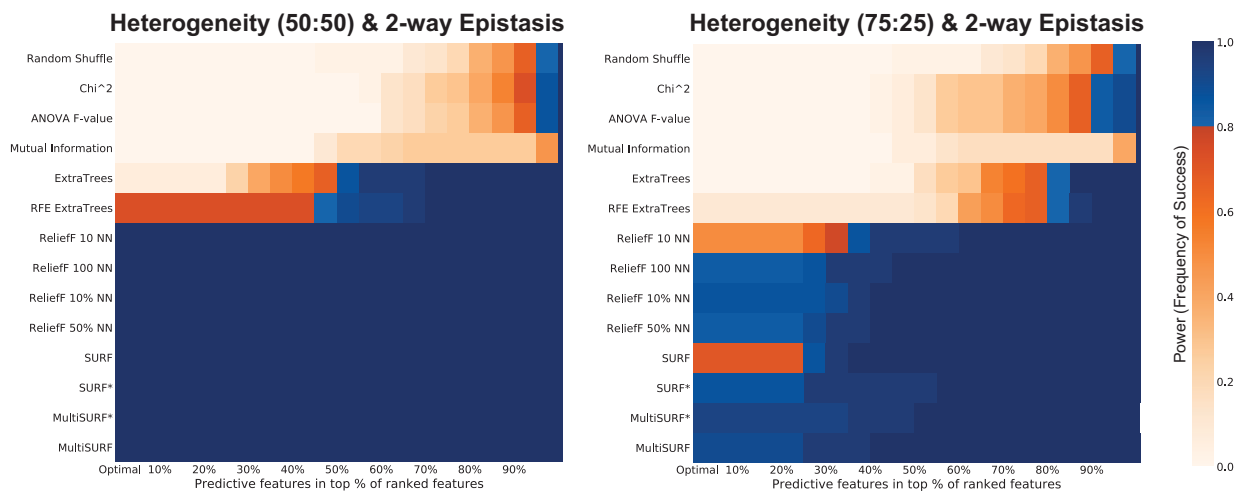 Heterogeneity (50:50) & 2-way Epistasis
Random Shuffle
Chi^2
ANOVA F-value
Mutual Information
ExtraTrees
RFE ExtraTrees
ReliefF 10 NN
ReliefF 100 NN
ReliefF 10% NN
ReliefF 50% NN
SURF
SURF*
MultiSURF*
MultiSURF
Optimal 10% 20% 30% 40% 50% 60% 70% 80% 90%
Predictive features in top % of ranked features
Heterogeneity (75:25) & 2-way Epistasis
Random Shuffle
Chi^2
ANOVA F-value
Mutual Information
ExtraTrees
RFE ExtraTrees
ReliefF 10 NN
ReliefF 100 NN
ReliefF 10% NN
ReliefF 50% NN
SURF
SURF*
MultiSURF*
MultiSURF
Optimal 10% 20% 30% 40% 50% 60% 70% 80% 90%
Predictive features in top % of ranked features
Power (Frequency of Success)
1.0
0.8
0.6
0.4
0.2
0.0